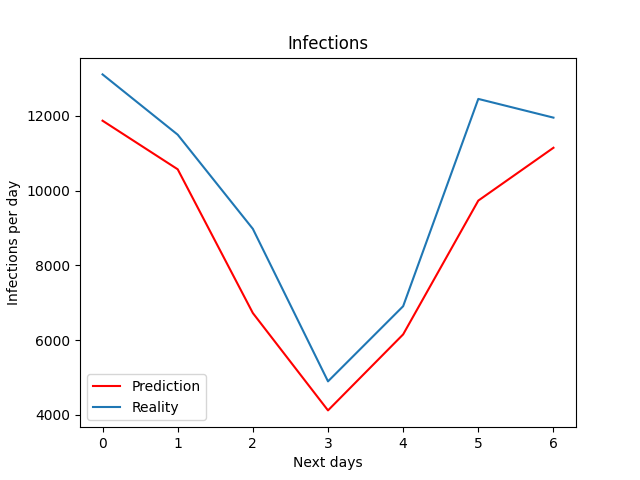 Infections
Infections per day
12000
10000
8000
6000
4000
Prediction
Reality
0 1 2 3 4 5 6
Next days